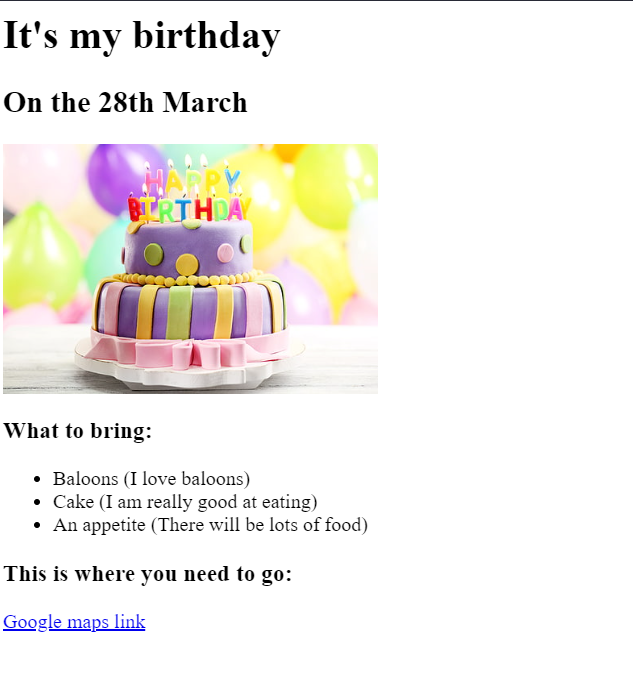 It's my birthday
On the 28th March
HAPPY
BIRTHDAY
What to bring:
Baloons (I love baloons)
Cake (I am really good at eating)
An appetite (There will be lots of food)
This is where you need to go:
Google maps link